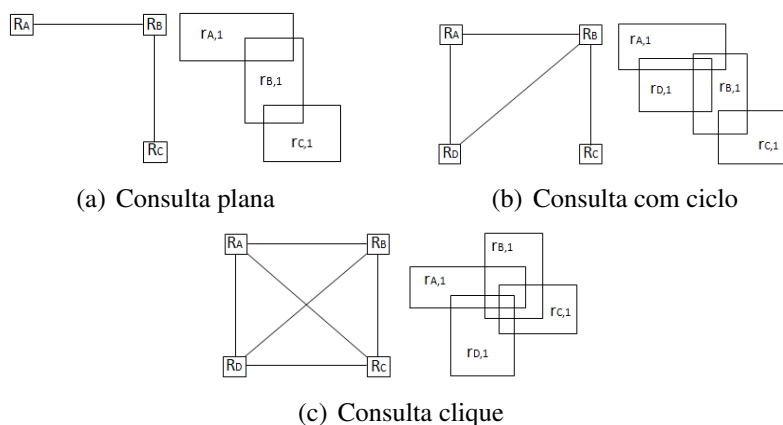 RA RB rA,1
rB,1
RC rC,1
(a) Consulta plana
RA RB rA,1
rD,1 rB,1
RD RC rC,1
(b) Consulta com ciclo
RA RB rB,1
rA,1
rC,1
RD RC rD,1
(c) Consulta clique